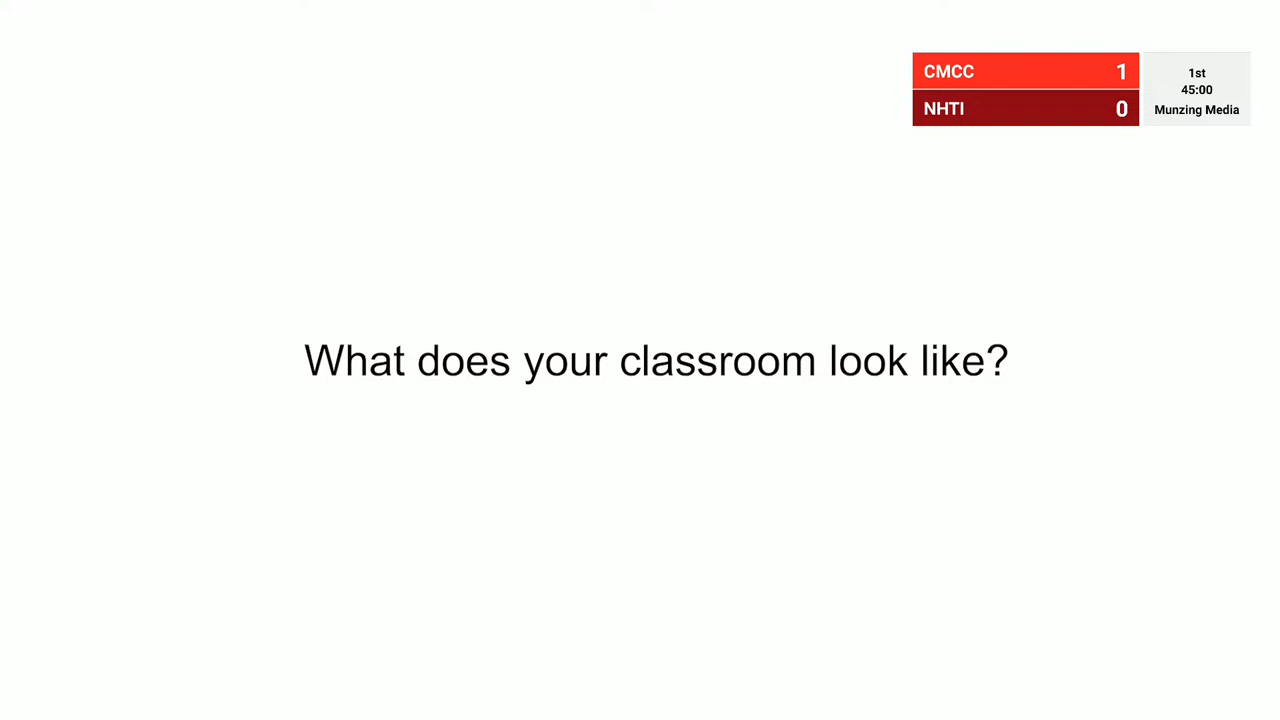 CMCC 1
NHTI 0
1st
45:00
Munzing Media
What does your classroom look like?